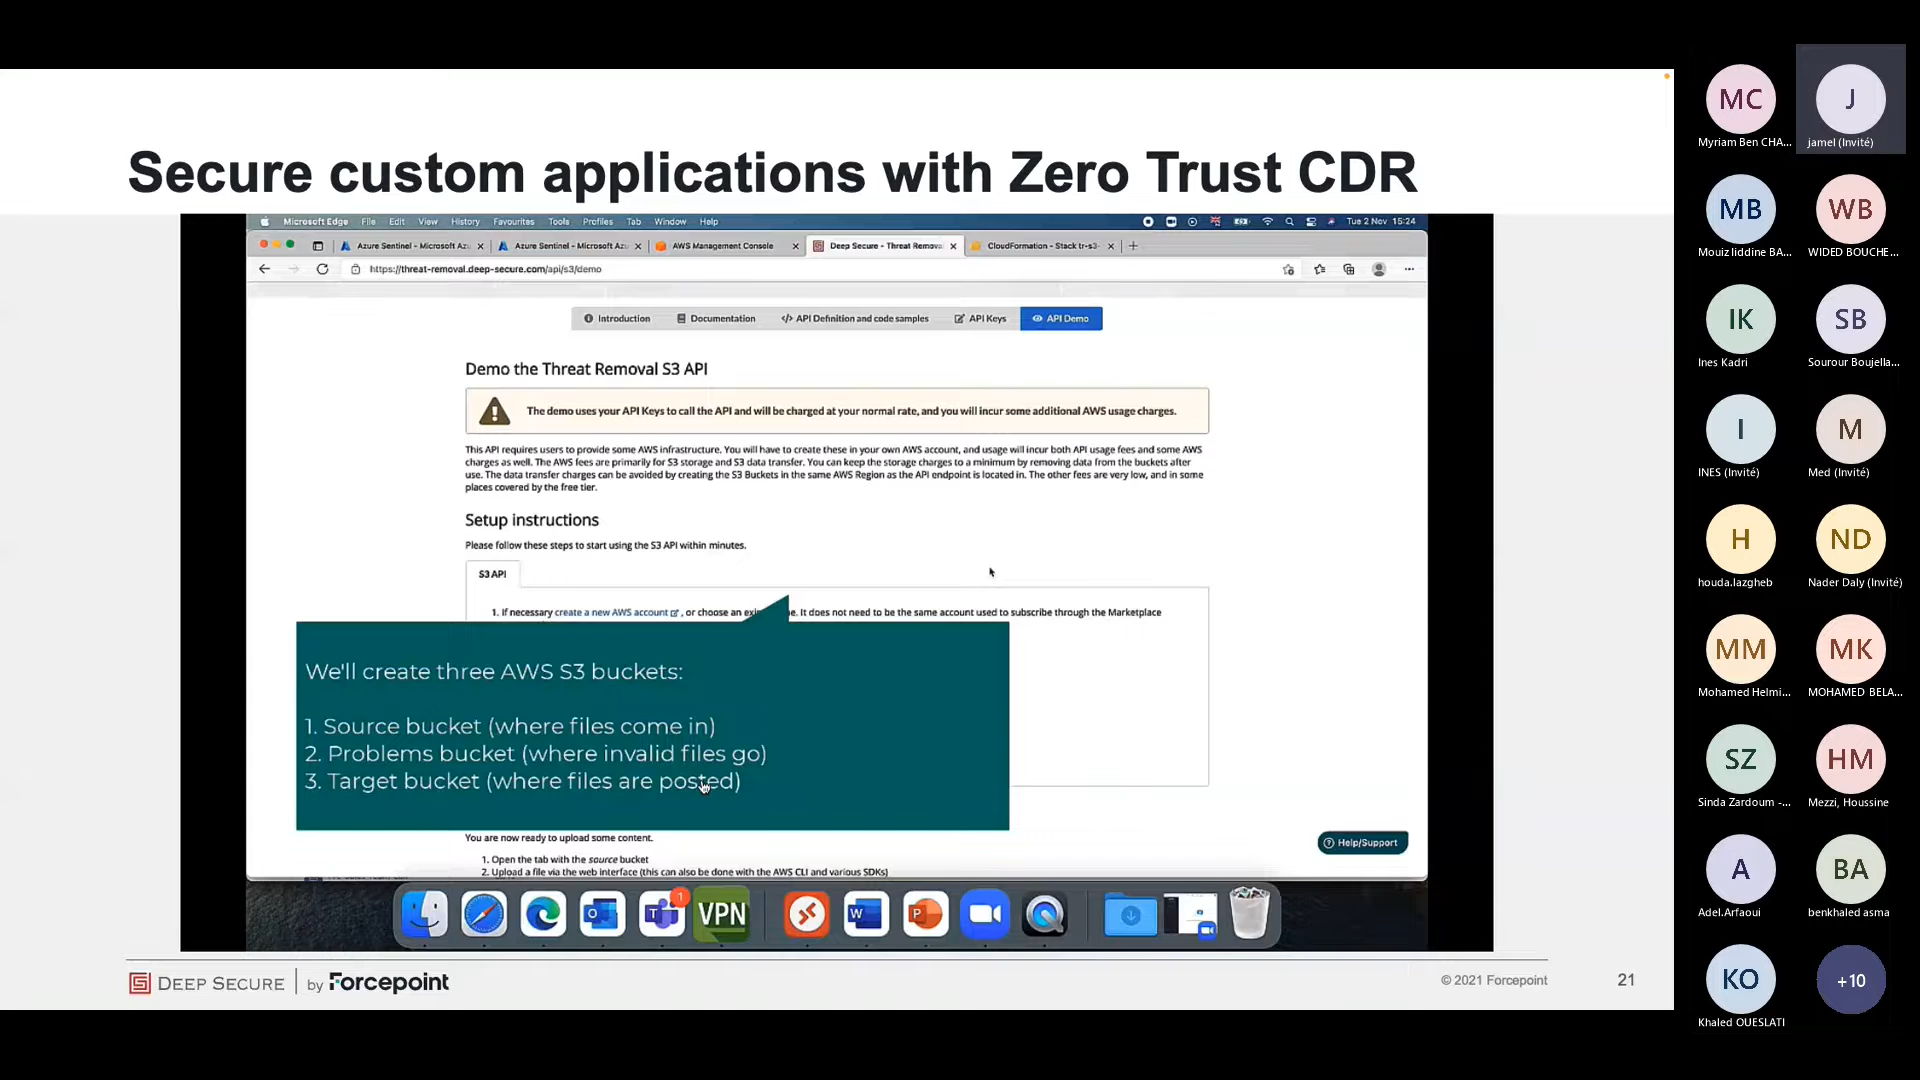 Secure custom applications with Zero Trust CDR
Microsoft Edge File Edit View History Favourites Tools Profiles Tab Window Help Tue 2 Nov 15:24
Azure Sentinel - Microsoft Az Azure Sentinel - Microsoft Az AWS Management Console Deep Secure - Threat Remova CloudFormation - Stack tr-s3-
https://threat-removal.deep-secure.com/api/s3/demo
Introduction Documentation </> API Definition and code samples API Keys API Demo
Demo the Threat Removal S3 API
The demo uses your API Keys to call the API and will be charged at your normal rate, and you will incur some additional AWS usage charges.
This API requires users to provide some AWS infrastructure. You will have to create these in your own AWS account, and usage will incur both API usage fees and some AWS
charges as well. The AWS fees are primarily for S3 storage and S3 data transfer. You can keep the storage charges to a minimum by removing data from the buckets after
use. The data transfer charges can be avoided by creating the S3 Buckets in the same AWS Region as the API endpoint is located in. The other fees are very low, and in some
places covered by the free tier.
Setup instructions
Please follow these steps to start using the S3 API within minutes.
S3 API
1. If necessary create a new AWS account , or choose an exi e. It does not need to be the same account used to subscribe through the Marketplace
We'll create three AWS S3 buckets:
1. Source bucket (where files come in)
2. Problems bucket (where invalid files go)
3. Target bucket (where files are posted)
You are now ready to upload some content.
Help/Support
1. Open the tab with the source bucket
2. Upload a file via the web interface (this can also be done with the AWS CLI and various SDKs)
1
VPN
DEEP SECURE by Forcepoint
© 2021 Forcepoint 21
MC J
Myriam Ben CHA... jamel (Invité)
MB WB
Mouiz liddine BA... WIDED BOUCHE...
IK SB
Ines Kadri Sourour Boujella...
I M
INES (Invité) Med (Invité)
H ND
houda.lazgheb Nader Daly (Invité)
MM MK
Mohamed Helmi... MOHAMED BELA...
SZ HM
Sinda Zardoum -... Mezzi, Houssine
A BA
Adel.Arfaoui benkhaled asma
KO +10
Khaled OUESLATI